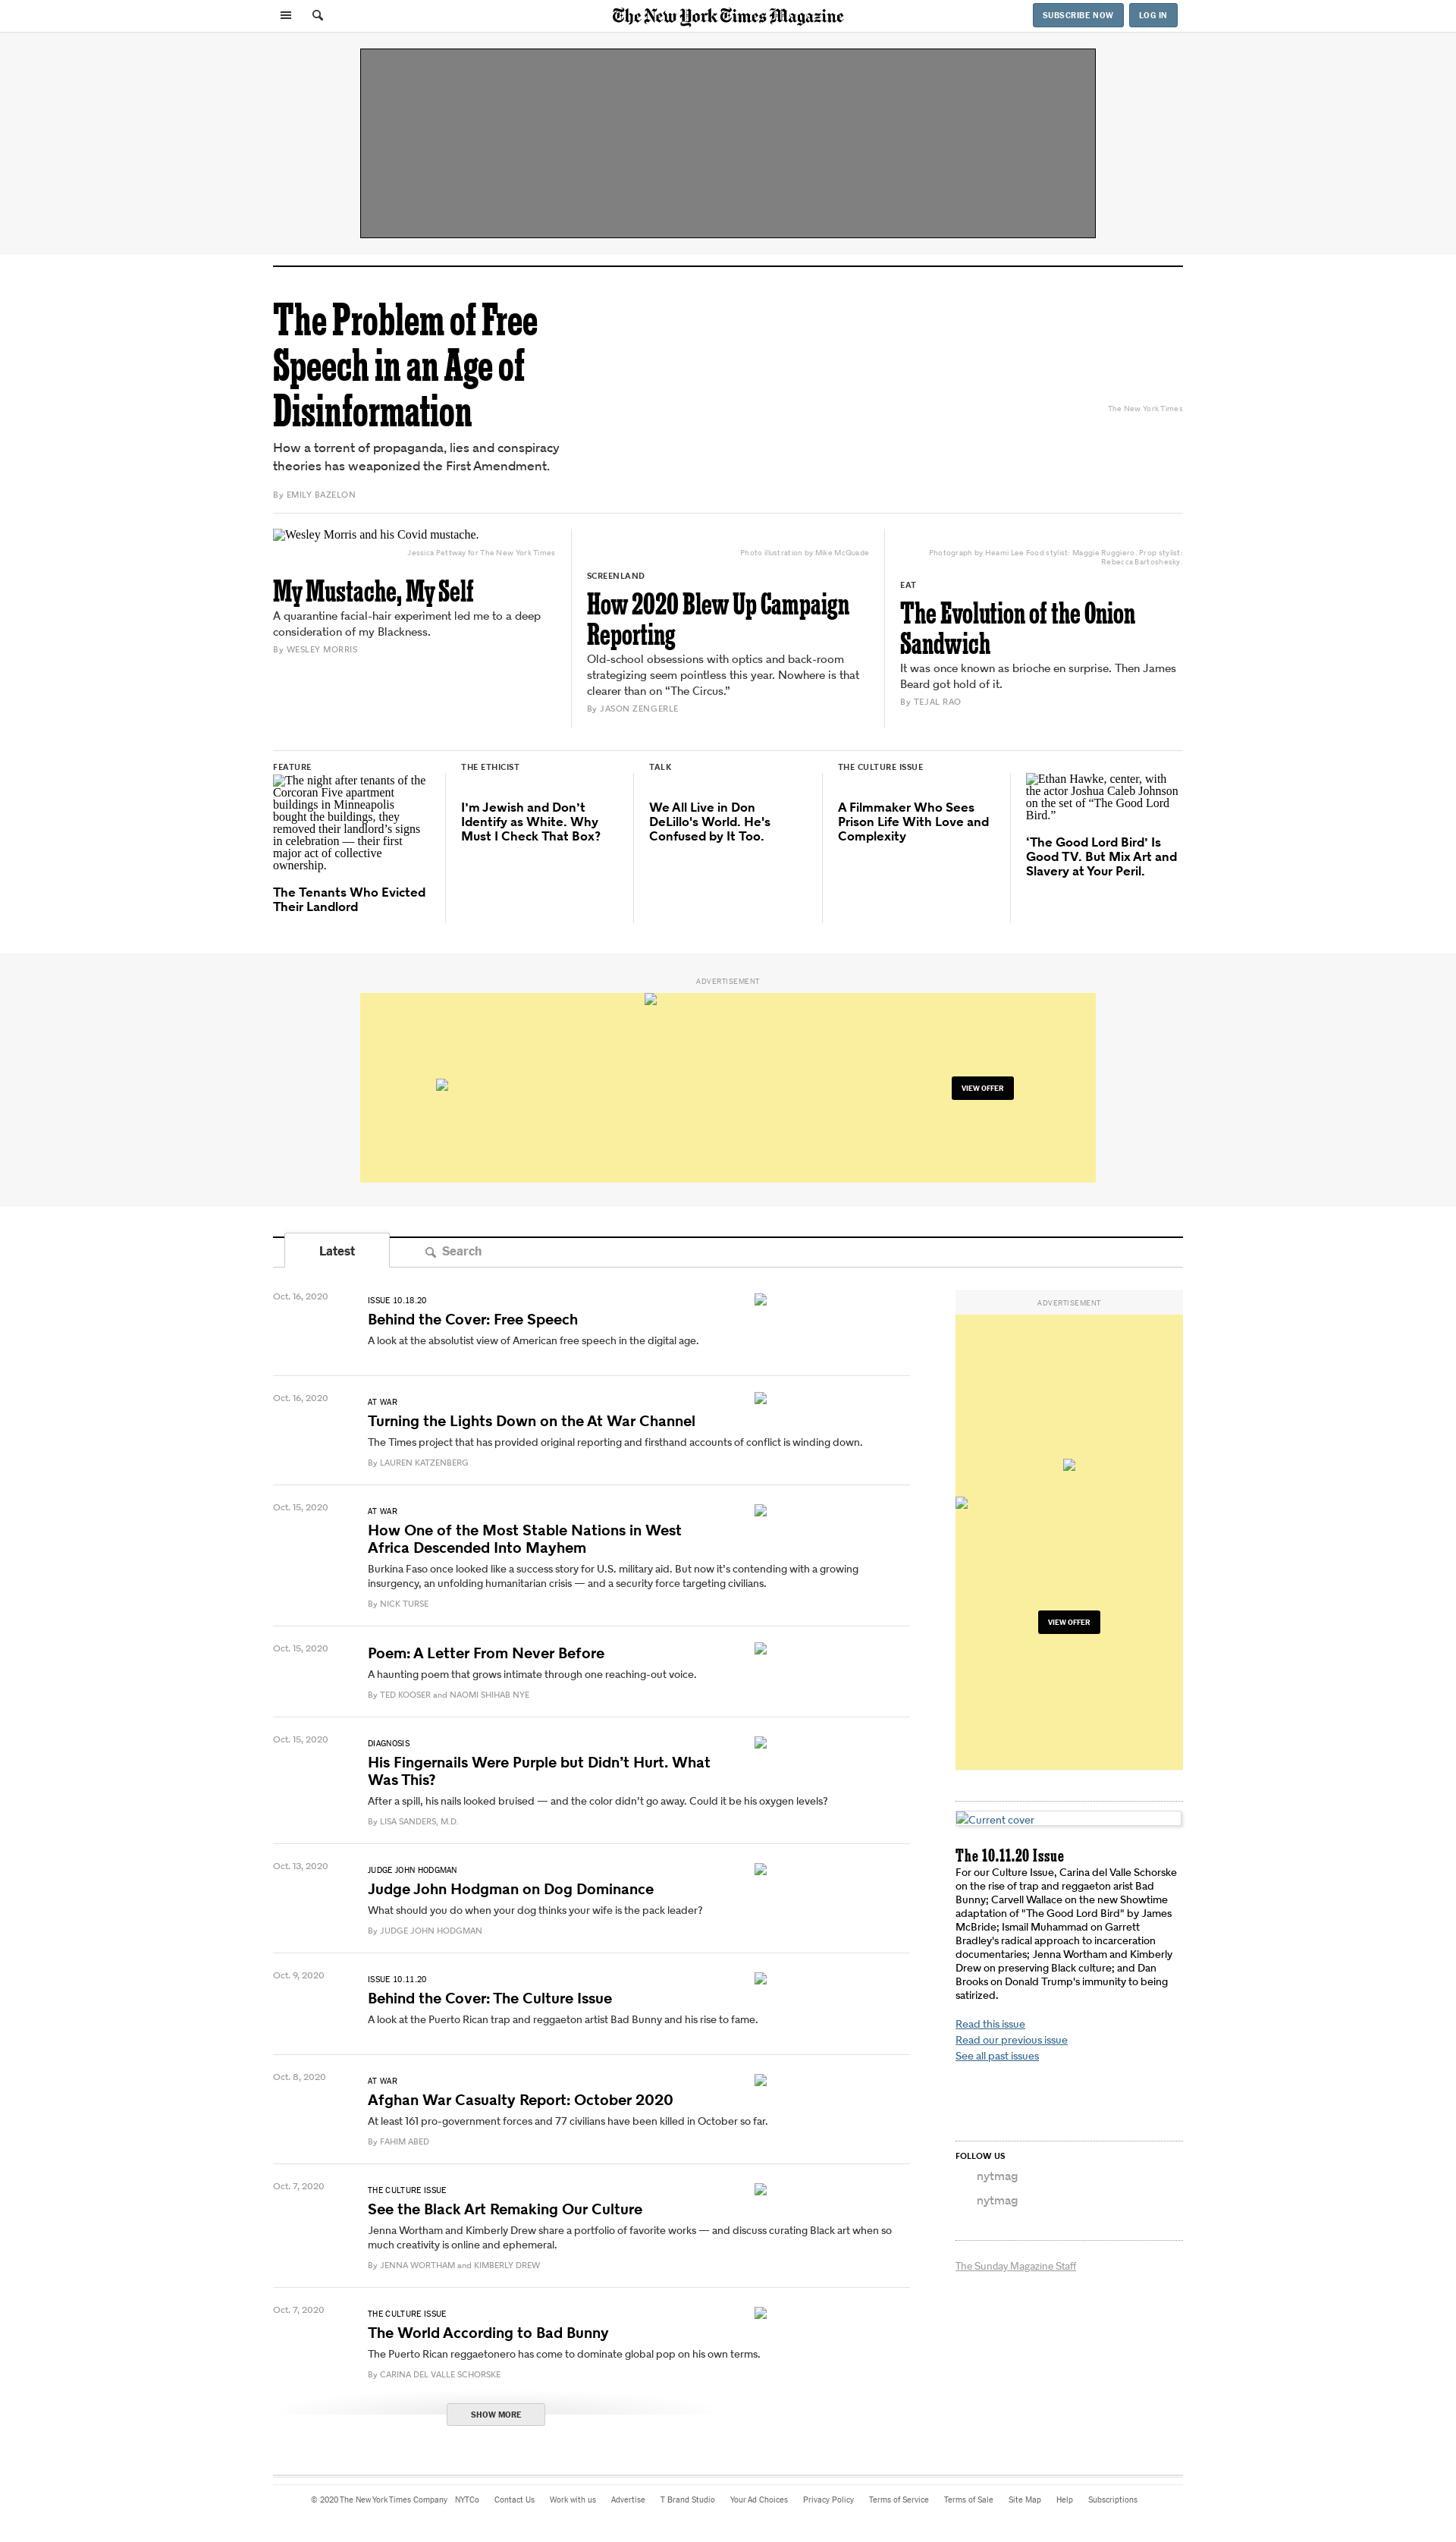 The New York Times Magazine
SUBSCRIBE NOW
LOG IN
The Problem of Free
Speech in an Age of
Disinformation
The New York Times
How a torrent of propaganda, lies and conspiracy
theories has weaponized the First Amendment.
By EMILY BAZELON
Wesley Morris and his Covid mustache.
Jessica Pettway for The New York Times
My Mustache, My Self
A quarantine facial-hair experiment led me to a deep
consideration of my Blackness.
By WESLEY MORRIS
Photo illustration by Mike McQuade
SCREENLAND
How 2020 Blew Up Campaign
Reporting
Old-school obsessions with optics and back-room
strategizing seem pointless this year. Nowhere is that
clearer than on “The Circus.”
By JASON ZENGERLE
Photograph by Heami Lee Food stylist: Maggie Ruggiero. Prop stylist:
Rebecca Bartoshesky.
EAT
The Evolution of the Onion
Sandwich
It was once known as brioche en surprise. Then James
Beard got hold of it.
By TEJAL RAO
FEATURE
The night after tenants of the
Corcoran Five apartment
buildings in Minneapolis
bought the buildings, they
removed their landlord’s signs
in celebration — their first
major act of collective
ownership.
The Tenants Who Evicted
Their Landlord
THE ETHICIST
I’m Jewish and Don’t
Identify as White. Why
Must I Check That Box?
TALK
We All Live in Don
DeLillo's World. He's
Confused by It Too.
THE CULTURE ISSUE
A Filmmaker Who Sees
Prison Life With Love and
Complexity
Ethan Hawke, center, with
the actor Joshua Caleb Johnson
on the set of “The Good Lord
Bird.”
‘The Good Lord Bird’ Is
Good TV. But Mix Art and
Slavery at Your Peril.
ADVERTISEMENT
VIEW OFFER
Latest
Search
Oct. 16, 2020
ISSUE 10.18.20
Behind the Cover: Free Speech
A look at the absolutist view of American free speech in the digital age.
Oct. 16, 2020
AT WAR
Turning the Lights Down on the At War Channel
The Times project that has provided original reporting and firsthand accounts of conflict is winding down.
By LAUREN KATZENBERG
Oct. 15, 2020
AT WAR
How One of the Most Stable Nations in West
Africa Descended Into Mayhem
Burkina Faso once looked like a success story for U.S. military aid. But now it’s contending with a growing
insurgency, an unfolding humanitarian crisis — and a security force targeting civilians.
By NICK TURSE
Oct. 15, 2020
Poem: A Letter From Never Before
A haunting poem that grows intimate through one reaching-out voice.
By TED KOOSER and NAOMI SHIHAB NYE
Oct. 15, 2020
DIAGNOSIS
His Fingernails Were Purple but Didn’t Hurt. What
Was This?
After a spill, his nails looked bruised — and the color didn’t go away. Could it be his oxygen levels?
By LISA SANDERS, M.D.
Oct. 13, 2020
JUDGE JOHN HODGMAN
Judge John Hodgman on Dog Dominance
What should you do when your dog thinks your wife is the pack leader?
By JUDGE JOHN HODGMAN
Oct. 9, 2020
ISSUE 10.11.20
Behind the Cover: The Culture Issue
A look at the Puerto Rican trap and reggaeton artist Bad Bunny and his rise to fame.
Oct. 8, 2020
AT WAR
Afghan War Casualty Report: October 2020
At least 161 pro-government forces and 77 civilians have been killed in October so far.
By FAHIM ABED
Oct. 7, 2020
THE CULTURE ISSUE
See the Black Art Remaking Our Culture
Jenna Wortham and Kimberly Drew share a portfolio of favorite works — and discuss curating Black art when so
much creativity is online and ephemeral.
By JENNA WORTHAM and KIMBERLY DREW
Oct. 7, 2020
THE CULTURE ISSUE
The World According to Bad Bunny
The Puerto Rican reggaetonero has come to dominate global pop on his own terms.
By CARINA DEL VALLE SCHORSKE
SHOW MORE
ADVERTISEMENT
VIEW OFFER
Current cover
The 10.11.20 Issue
For our Culture Issue, Carina del Valle Schorske
on the rise of trap and reggaeton arist Bad
Bunny; Carvell Wallace on the new Showtime
adaptation of "The Good Lord Bird" by James
McBride; Ismail Muhammad on Garrett
Bradley's radical approach to incarceration
documentaries; Jenna Wortham and Kimberly
Drew on preserving Black culture; and Dan
Brooks on Donald Trump's immunity to being
satirized.
Read this issue
Read our previous issue
See all past issues
FOLLOW US
nytmag
nytmag
The Sunday Magazine Staff
© 2020 The New York Times Company NYTCo Contact Us Work with us Advertise T Brand Studio Your Ad Choices Privacy Policy Terms of Service Terms of Sale Site Map Help Subscriptions